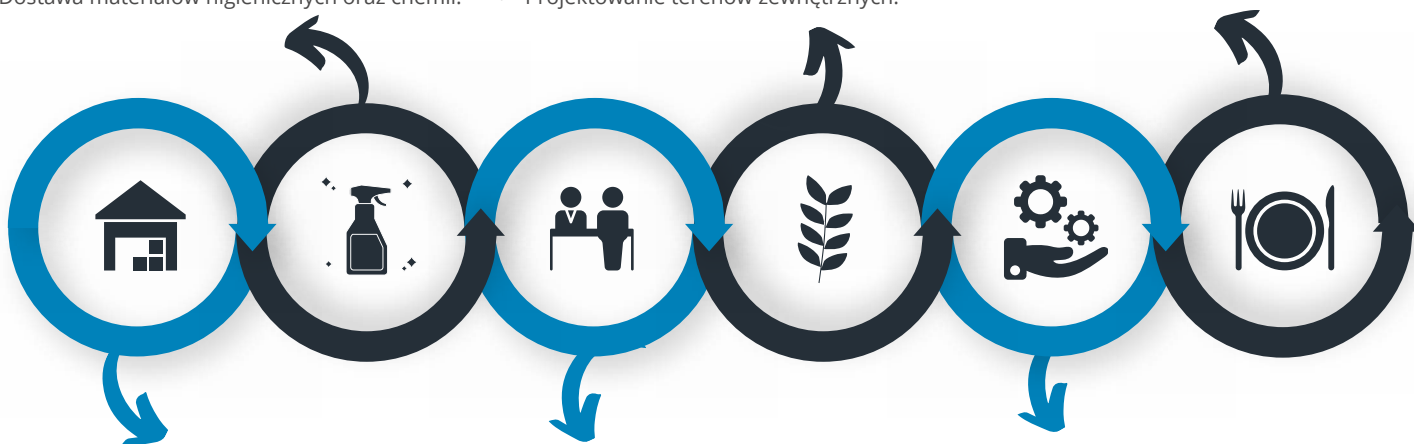 Dostawa materiałów higienicznych oraz chemii.
Projektowanie terenów zewnętrznych.